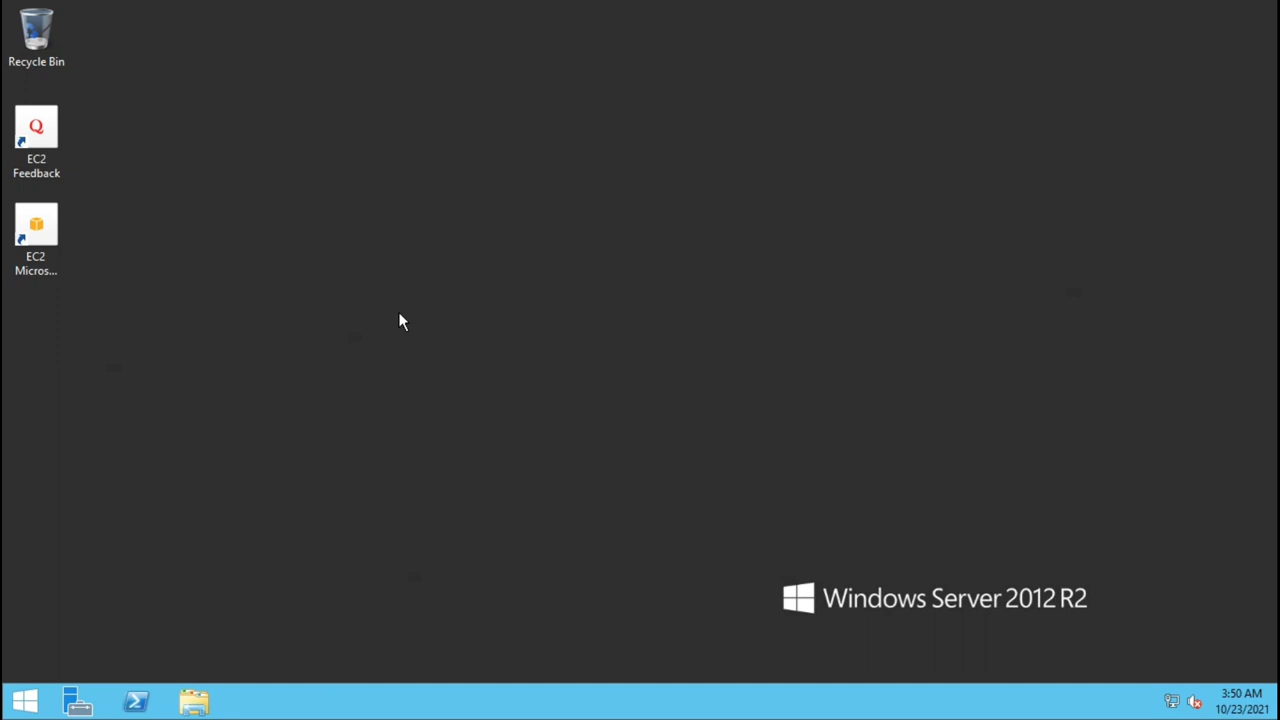 Recycle Bin
Q
EC2
Feedback
EC2
Micros...
Windows Server 2012 R2
3:50 AM
10/23/2021